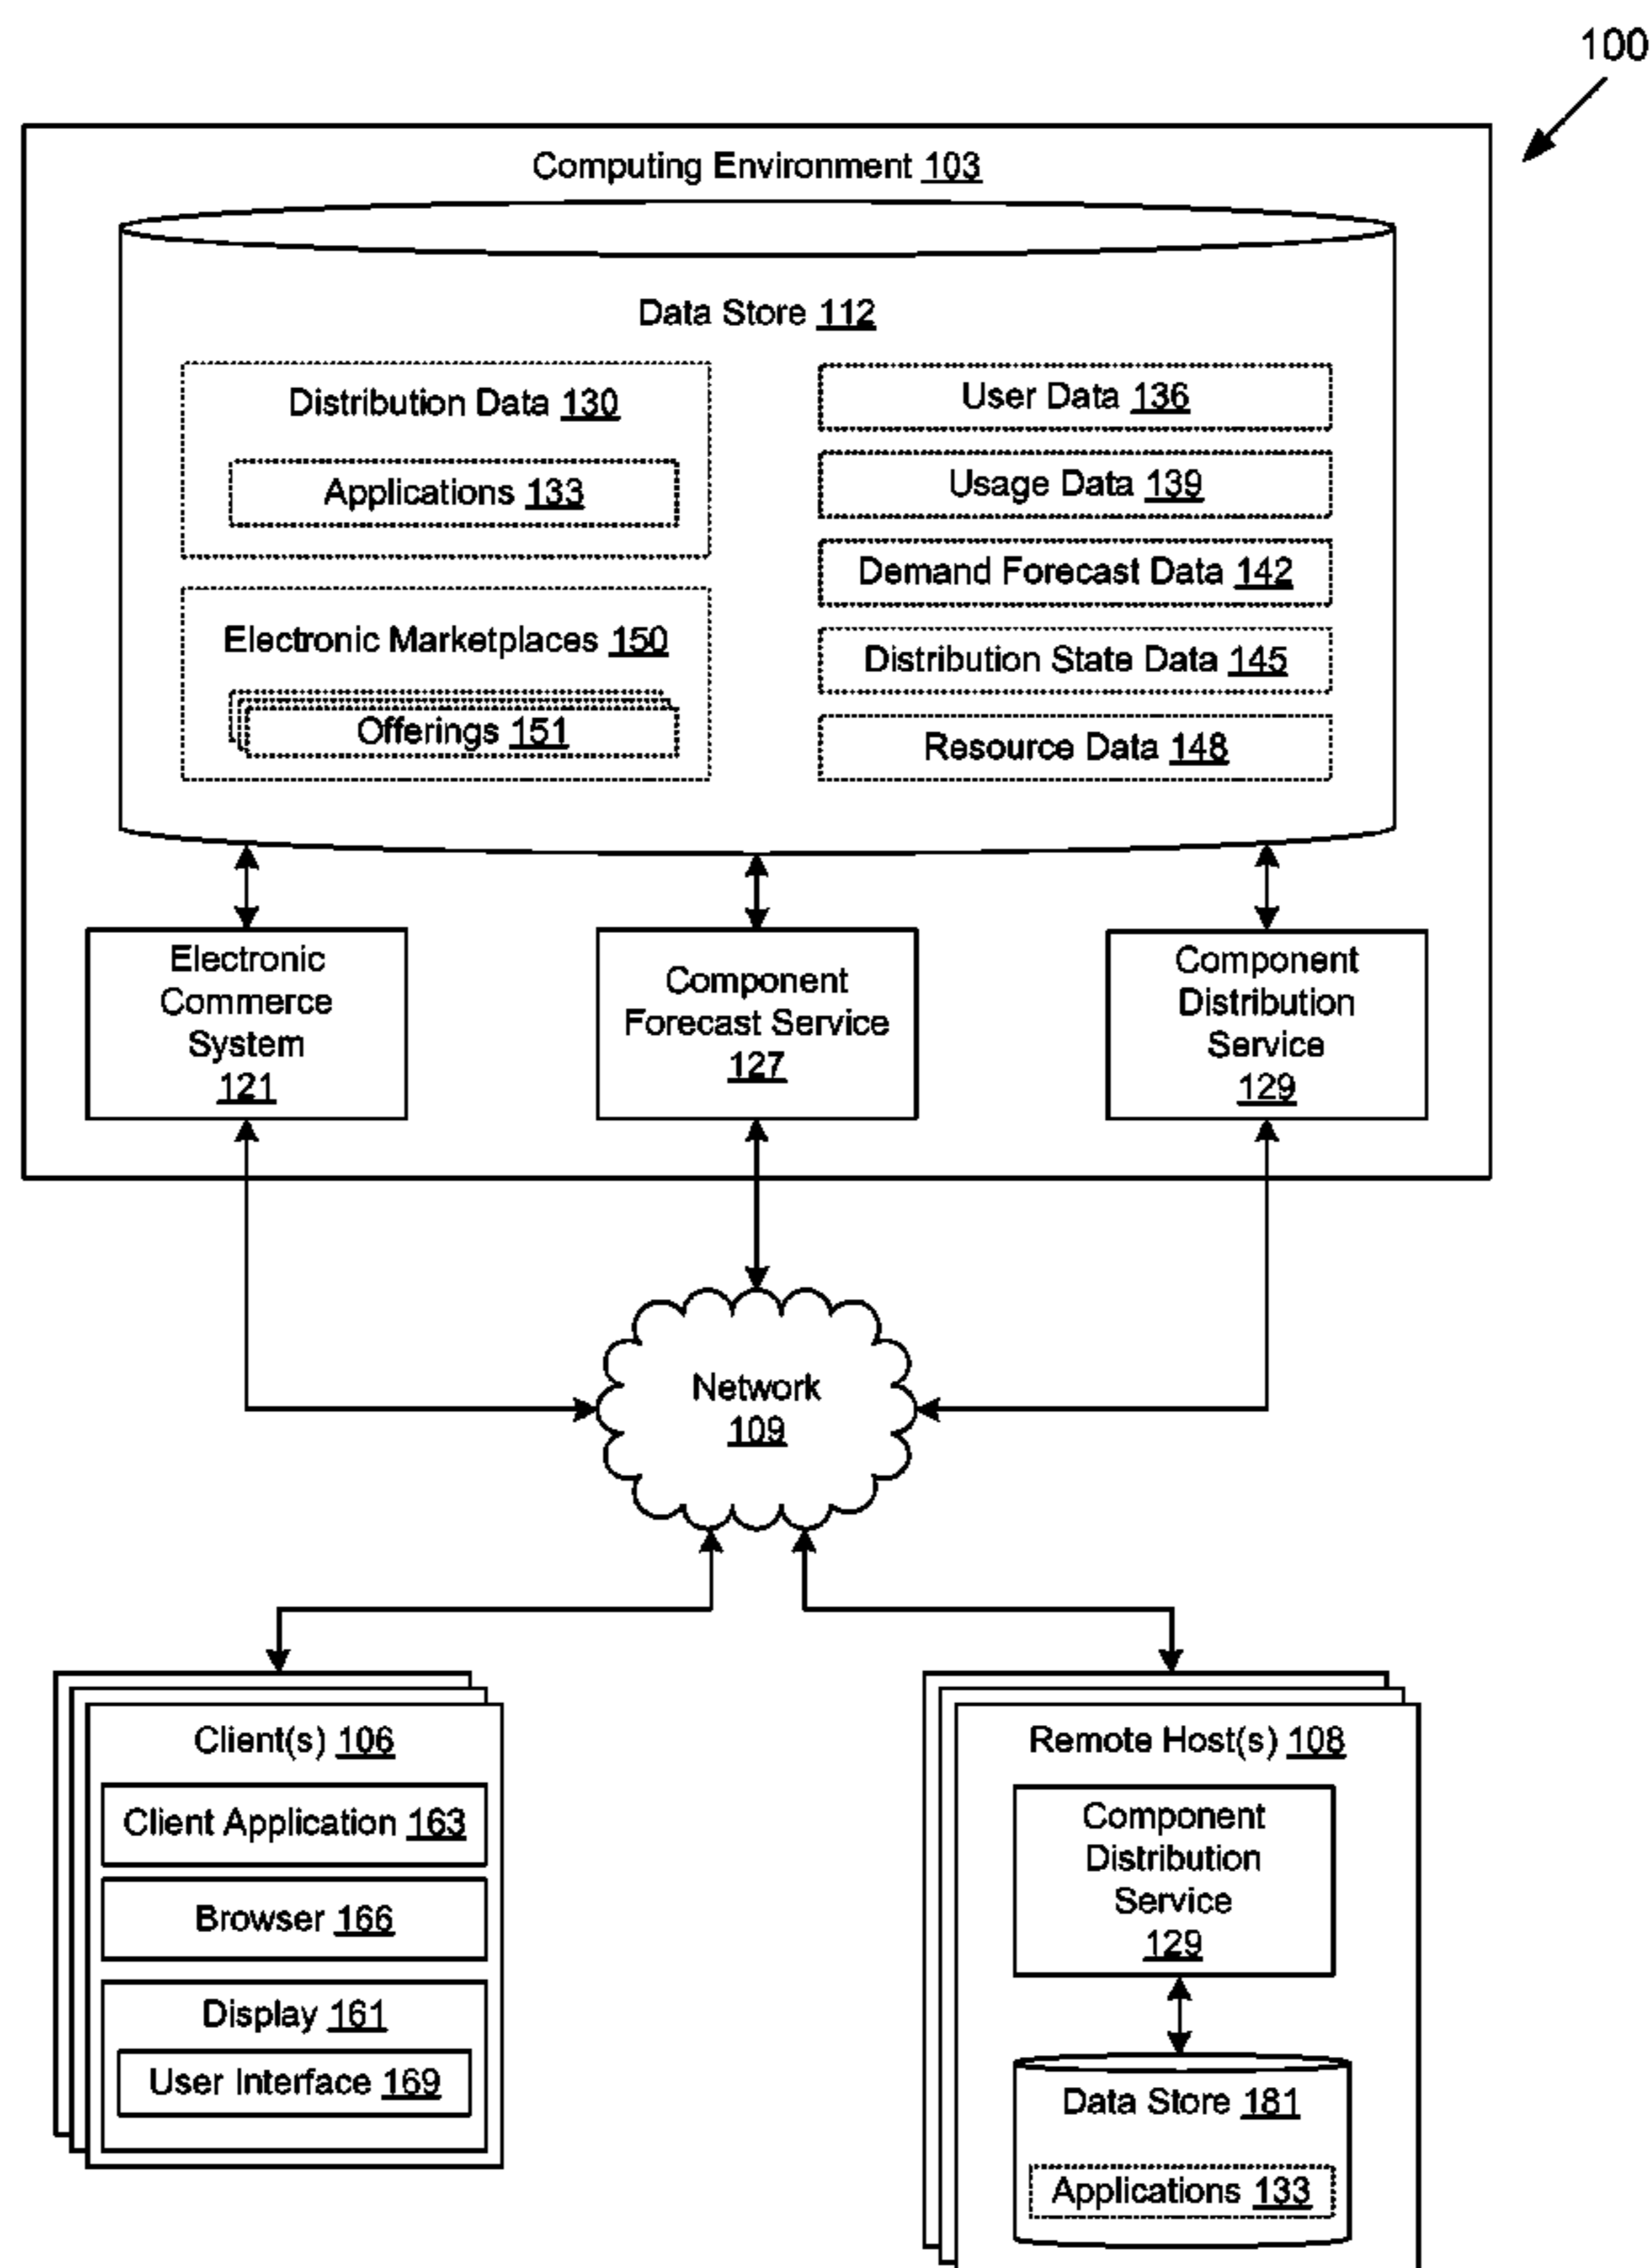 100
Computing Environment 103
Data Store 112
Distribution Data 130
Applications 133
Electronic Marketplaces 150
Offerings 151
User Data 136
Usage Data 139
Demand Forecast Data 142
Distribution State Data 145
Resource Data 148
Electronic
Commerce
System
121
Component
Forecast Service
127
Component
Distribution
Service
129
Network
109
Client(s) 106
Client Application 163
Browser 166
Display 161
User Interface 169
Remote Host(s) 108
Component
Distribution
Service
129
Data Store 181
Applications 133